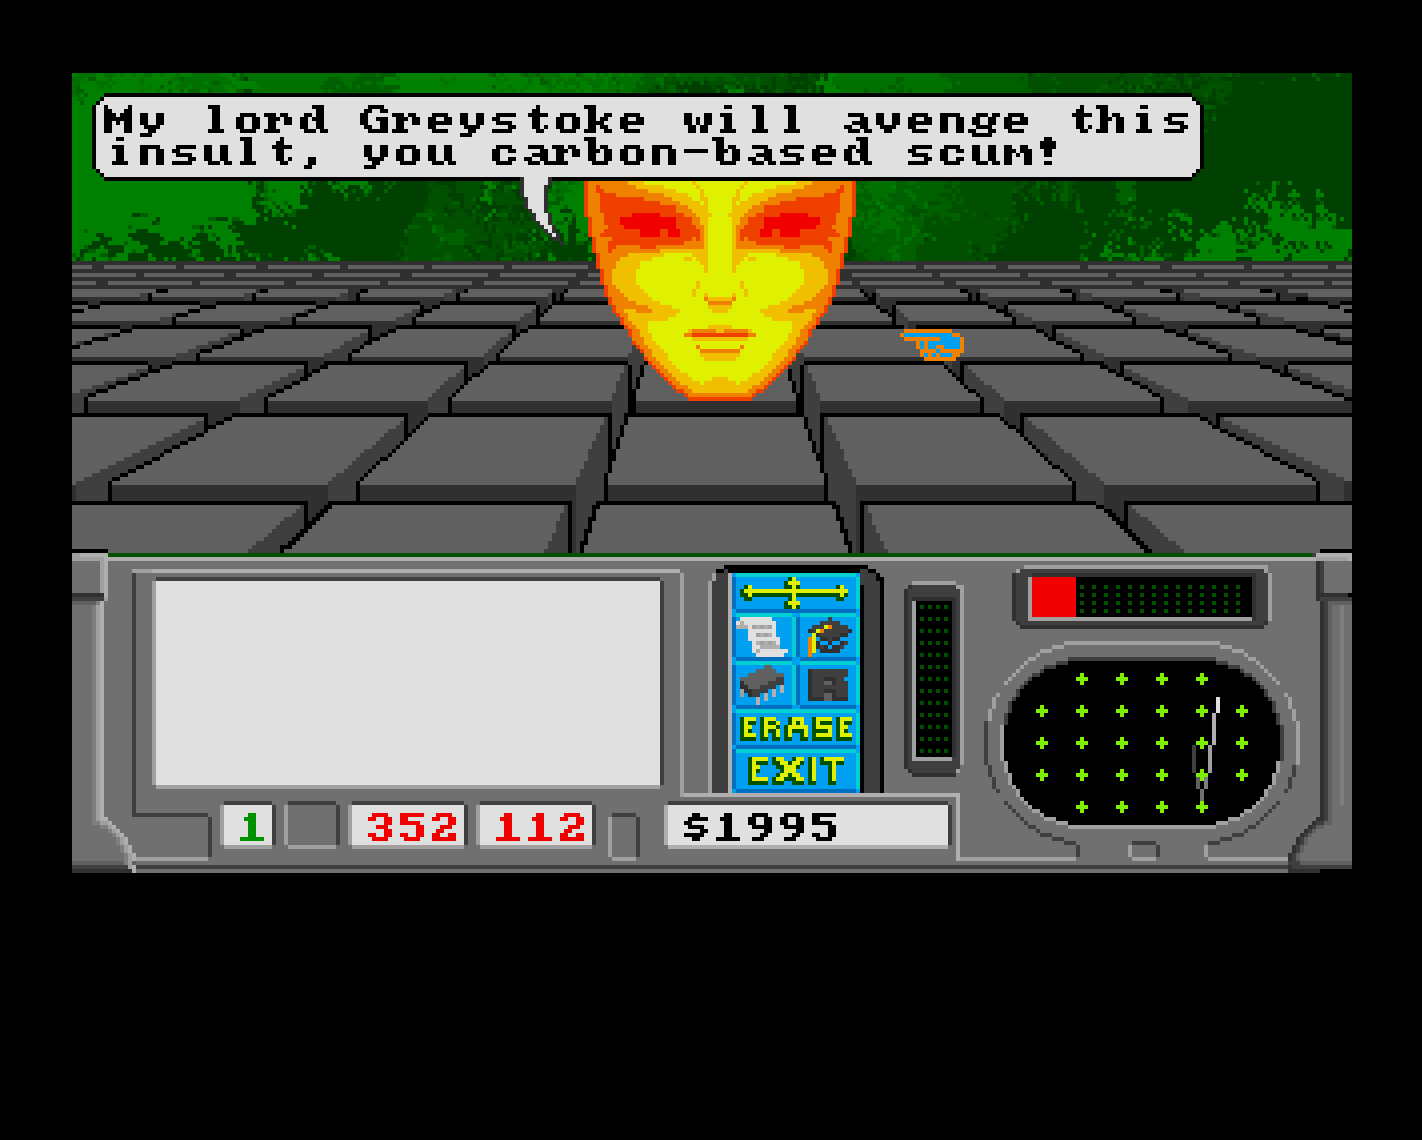 My lord Greystoke will avenge this
insult, you carbon-based scum!
ERASE
EXIT
1 352 112 $1995